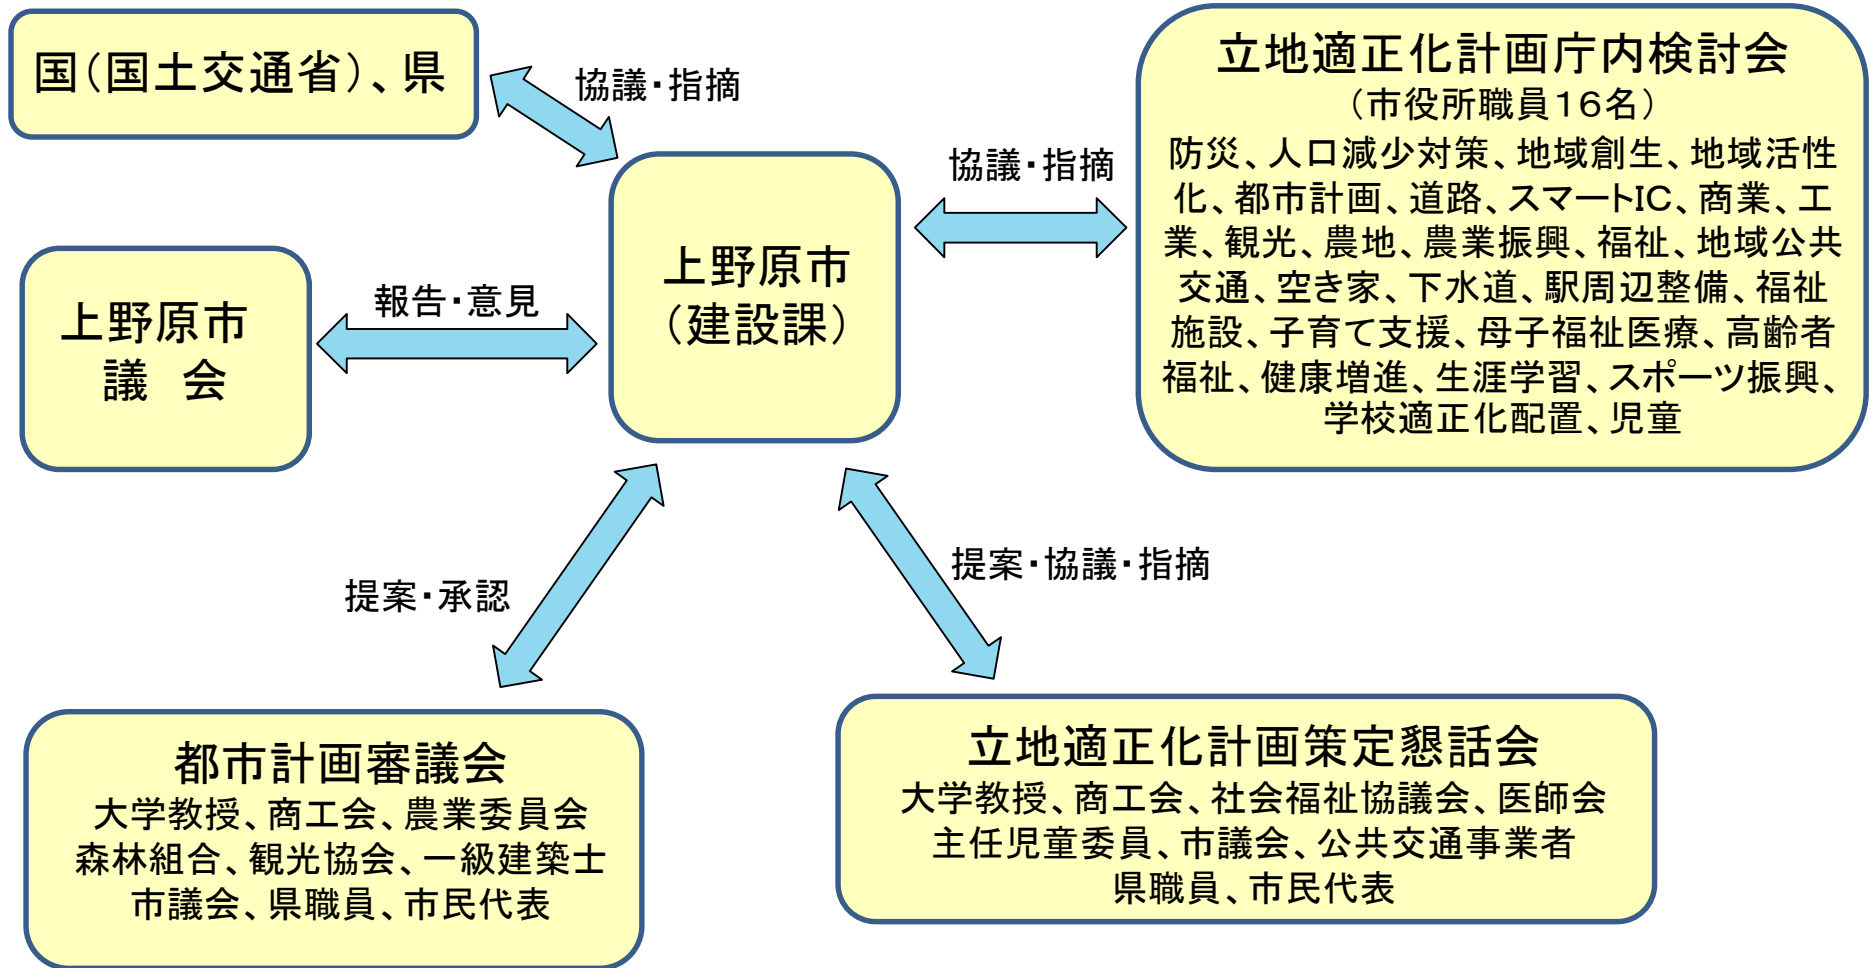 国（国土交通省）、県
協議・指摘
立地適正化計画庁内検討会
（市役所職員１６名）
防災、人口減少対策、地域創生、地域活性
化、都市計画、道路、スマートIC、商業、工
業、観光、農地、農業振興、福祉、地域公共
交通、空き家、下水道、駅周辺整備、福祉
施設、子育て支援、母子福祉医療、高齢者
福祉、健康増進、生涯学習、スポーツ振興、
学校適正化配置、児童
協議・指摘
上野原市
（建設課）
上野原市
議　会
報告・意見
提案・承認
提案・協議・指摘
都市計画審議会
大学教授、商工会、農業委員会
森林組合、観光協会、一級建築士
市議会、県職員、市民代表
立地適正化計画策定懇話会
大学教授、商工会、社会福祉協議会、医師会
主任児童委員、市議会、公共交通事業者
県職員、市民代表